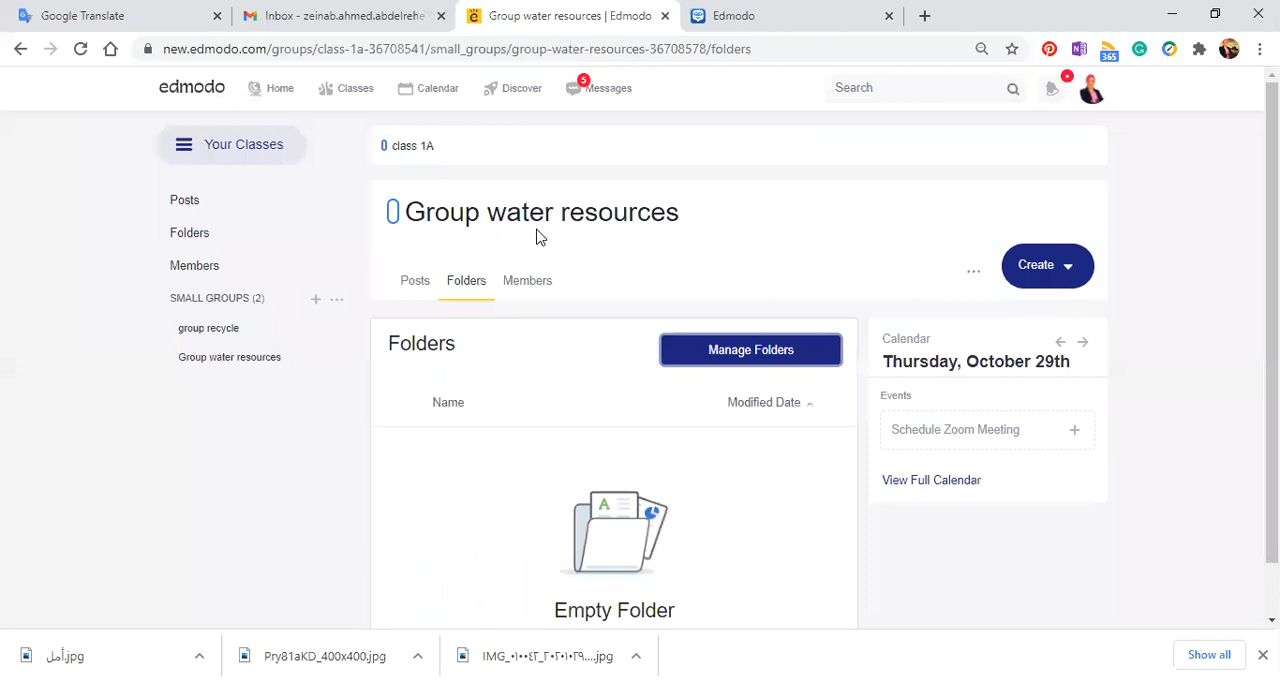 Google Translate
Inbox - zeinab.ahmed.abdelrehe
Group water resources | Edmodo
Edmodo
new.edmodo.com/groups/class-1a-36708541/small_groups/group-water-resources-36708578/folders
365
edmodo
Home
Classes
Calendar
Discover
5
Messages
Search
Your Classes
class 1A
Posts
Folders
Members
SMALL GROUPS (2)
group recycle
Group water resources
Group water resources
Posts
Folders
Members
Create
Folders
Manage Folders
Name
Modified Date
A
Empty Folder
Calendar
Thursday, October 29th
Events
Schedule Zoom Meeting
View Full Calendar
أمل.jpg
Pry81aKD_400x400.jpg
Show all